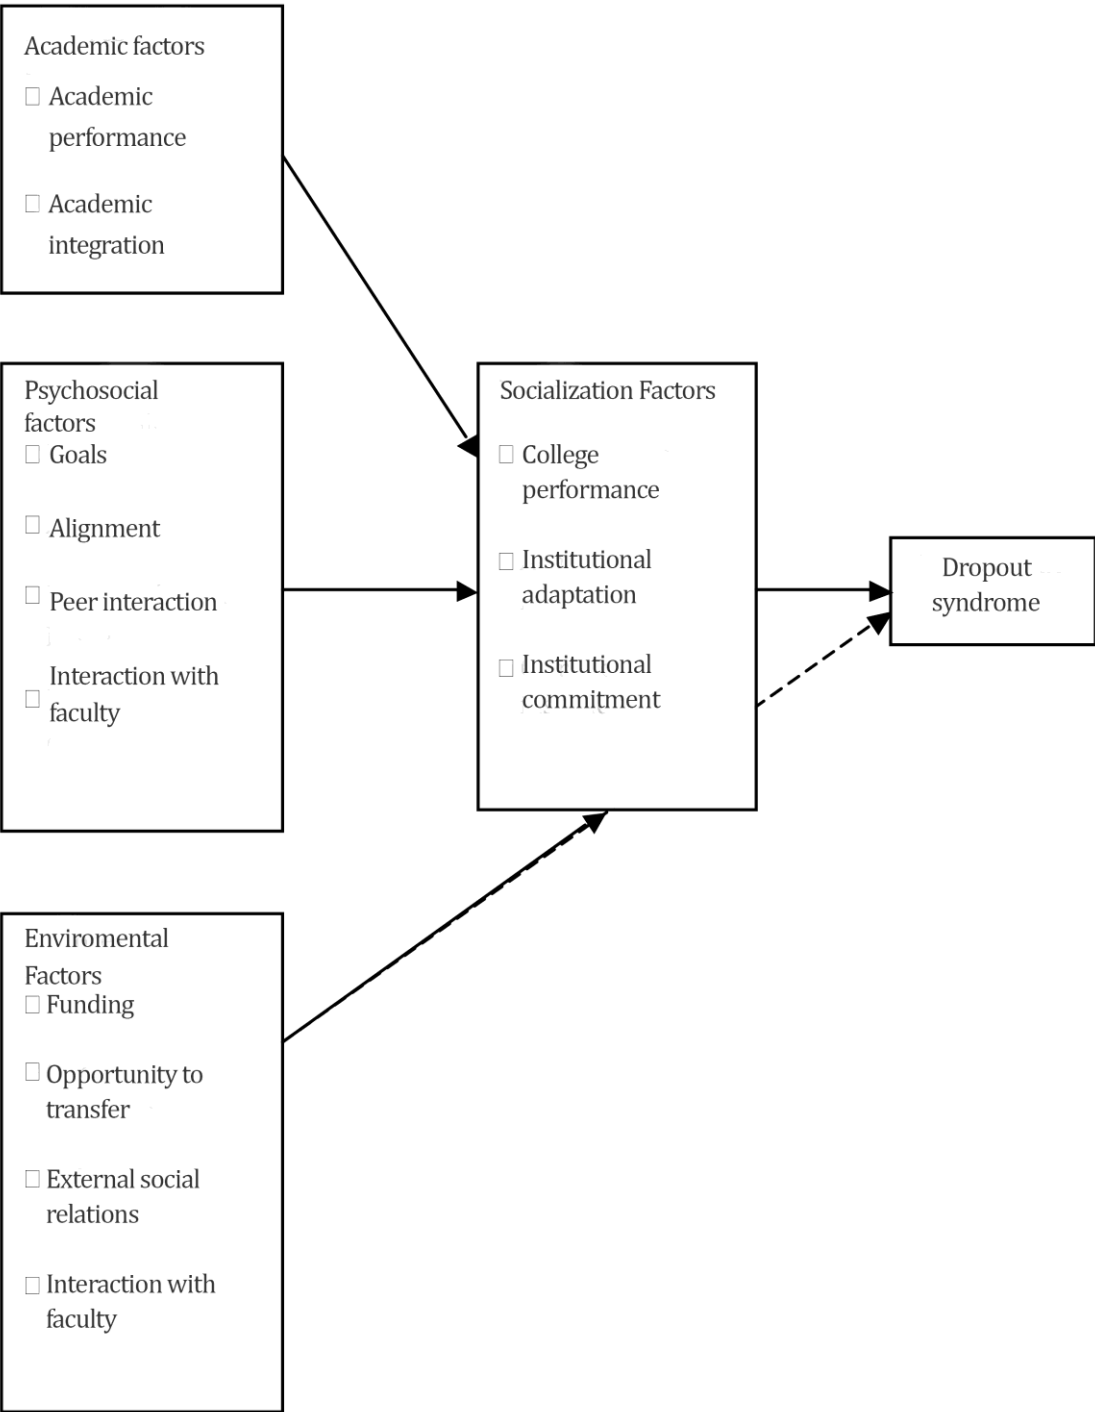 Academic factors
Academic
performance
Academic
integration
Psychosocial
factors
Goals
Alignment
Peer interaction
Interaction with
faculty
Enviromental
Factors
Funding
Opportunity to
transfer
External social
relations
Interaction with
faculty
Socialization Factors
College
performance
Institutional
adaptation
Institutional
commitment
Dropout
syndrome